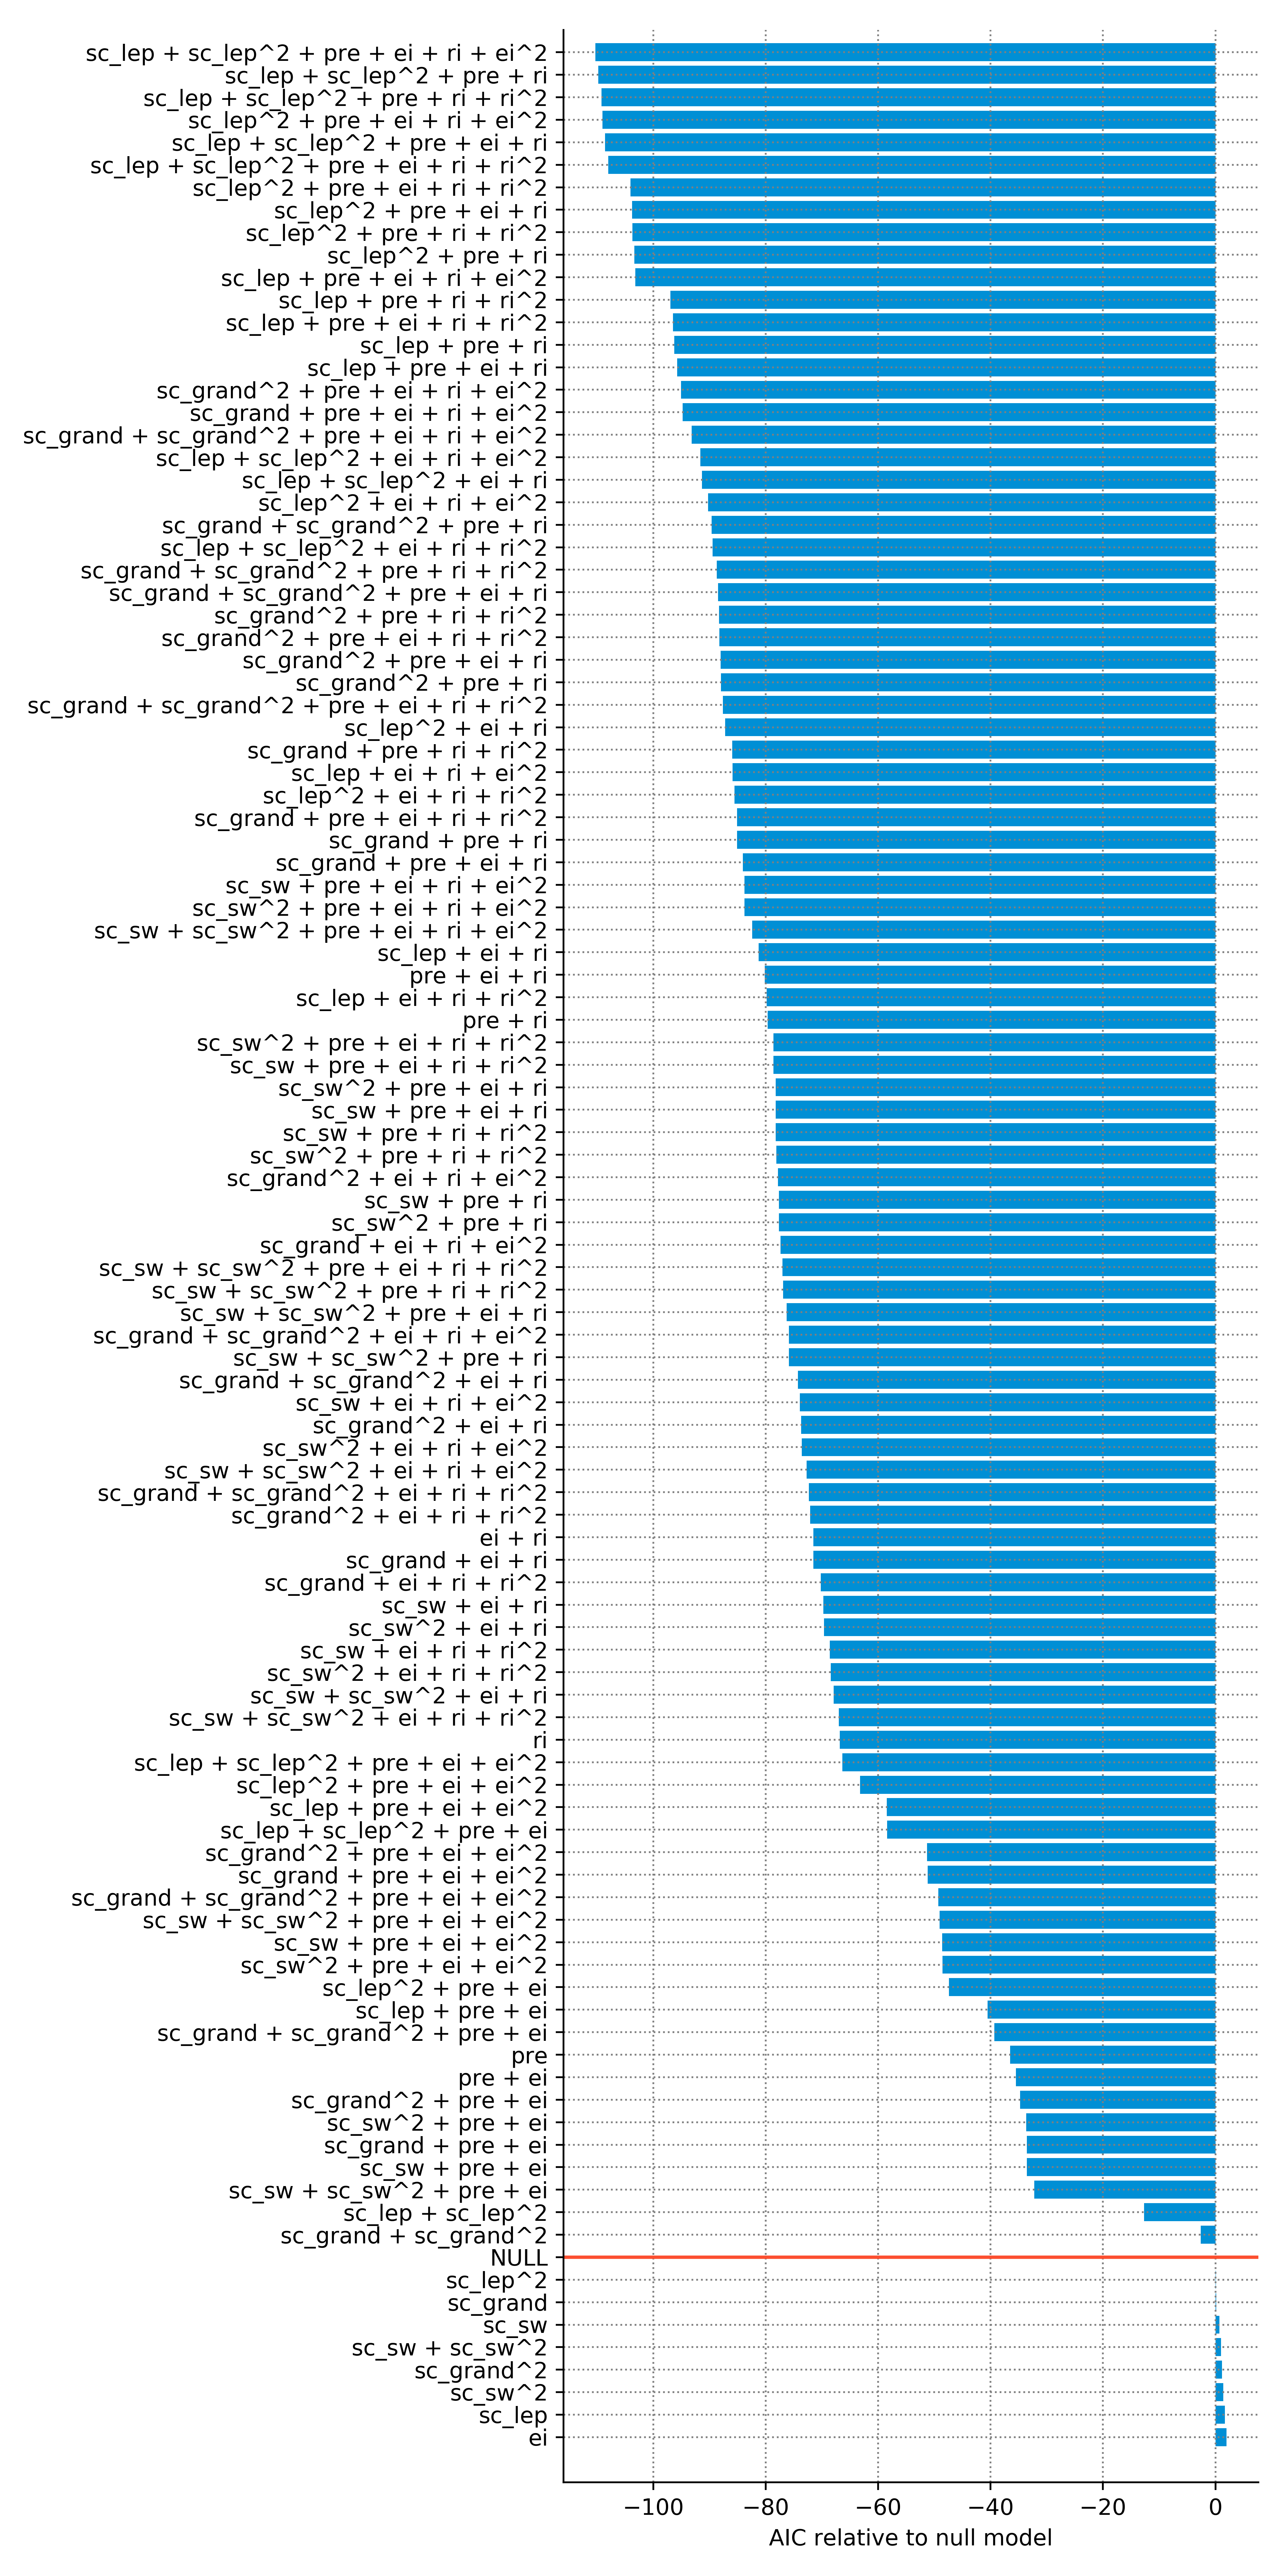 sc_lep + sc_lep^2 + pre + ei + ri + ei^2
sc_lep + sc_lep^2 + pre + ri
sc_lep + sc_lep^2 + pre + ri + ri^2
sc_lep^2 + pre + ei + ri + ei^2
sc_lep + sc_lep^2 + pre + ei + ri
sc_lep + sc_lep^2 + pre + ei + ri + ri^2
sc_lep^2 + pre + ei + ri + ri^2
sc_lep^2 + pre + ei + ri
sc_lep^2 + pre + ri + ri^2
sc_lep^2 + pre + ri
sc_lep + pre + ei + ri + ei^2
sc_lep + pre + ri + ri^2
sc_lep + pre + ei + ri + ri^2
sc_lep + pre + ri
sc_lep + pre + ei + ri
sc_grand^2 + pre + ei + ri + ei^2
sc_grand + pre + ei + ri + ei^2
sc_grand + sc_grand^2 + pre + ei + ri + ei^2
sc_lep + sc_lep^2 + ei + ri + ei^2
sc_lep + sc_lep^2 + ei + ri
sc_lep^2 + ei + ri + ei^2
sc_grand + sc_grand^2 + pre + ri
sc_lep + sc_lep^2 + ei + ri + ri^2
sc_grand + sc_grand^2 + pre + ri + ri^2
sc_grand + sc_grand^2 + pre + ei + ri
sc_grand^2 + pre + ri + ri^2
sc_grand^2 + pre + ei + ri + ri^2
sc_grand^2 + pre + ei + ri
sc_grand^2 + pre + ri
sc_grand + sc_grand^2 + pre + ei + ri + ri^2
sc_lep^2 + ei + ri
sc_grand + pre + ri + ri^2
sc_lep + ei + ri + ei^2
sc_lep^2 + ei + ri + ri^2
sc_grand + pre + ei + ri + ri^2
sc_grand + pre + ri
sc_grand + pre + ei + ri
sc_sw + pre + ei + ri + ei^2
sc_sw^2 + pre + ei + ri + ei^2
sc_sw + sc_sw^2 + pre + ei + ri + ei^2
sc_lep + ei + ri
pre + ei + ri
sc_lep + ei + ri + ri^2
pre + ri
sc_sw^2 + pre + ei + ri + ri^2
sc_sw + pre + ei + ri + ri^2
sc_sw^2 + pre + ei + ri
sc_sw + pre + ei + ri
sc_sw + pre + ri + ri^2
sc_sw^2 + pre + ri + ri^2
sc_grand^2 + ei + ri + ei^2
sc_sw + pre + ri
sc_sw^2 + pre + ri
sc_grand + ei + ri + ei^2
sc_sw + sc_sw^2 + pre + ei + ri + ri^2
sc_sw + sc_sw^2 + pre + ri + ri^2
sc_sw + sc_sw^2 + pre + ei + ri
sc_grand + sc_grand^2 + ei + ri + ei^2
sc_sw + sc_sw^2 + pre + ri
sc_grand + sc_grand^2 + ei + ri
sc_sw + ei + ri + ei^2
sc_grand^2 + ei + ri
sc_sw^2 + ei + ri + ei^2
sc_sw + sc_sw^2 + ei + ri + ei^2
sc_grand + sc_grand^2 + ei + ri + ri^2
sc_grand^2 + ei + ri + ri^2
ei + ri
sc_grand + ei + ri
sc_grand + ei + ri + ri^2
sc_sw + ei + ri
sc_sw^2 + ei + ri
sc_sw + ei + ri + ri^2
sc_sw^2 + ei + ri + ri^2
sc_sw + sc_sw^2 + ei + ri
sc_sw + sc_sw^2 + ei + ri + ri^2
ri
sc_lep + sc_lep^2 + pre + ei + ei^2
sc_lep^2 + pre + ei + ei^2
sc_lep + pre + ei + ei^2
sc_lep + sc_lep^2 + pre + ei
sc_grand^2 + pre + ei + ei^2
sc_grand + pre + ei + ei^2
sc_grand + sc_grand^2 + pre + ei + ei^2
sc_sw + sc_sw^2 + pre + ei + ei^2
sc_sw + pre + ei + ei^2
sc_sw^2 + pre + ei + ei^2
sc_lep^2 + pre + ei
sc_lep + pre + ei
sc_grand + sc_grand^2 + pre + ei
pre
pre + ei
sc_grand^2 + pre + ei
sc_sw^2 + pre + ei
sc_grand + pre + ei
sc_sw + pre + ei
sc_sw + sc_sw^2 + pre + ei
sc_lep + sc_lep^2
sc_grand + sc_grand^2
NULL
sc_lep^2
sc_grand
sc_sw
sc_sw + sc_sw^2
sc_grand^2
sc_sw^2
sc_lep
ei
−100 −80 −60 −40 −20 0
AIC relative to null model